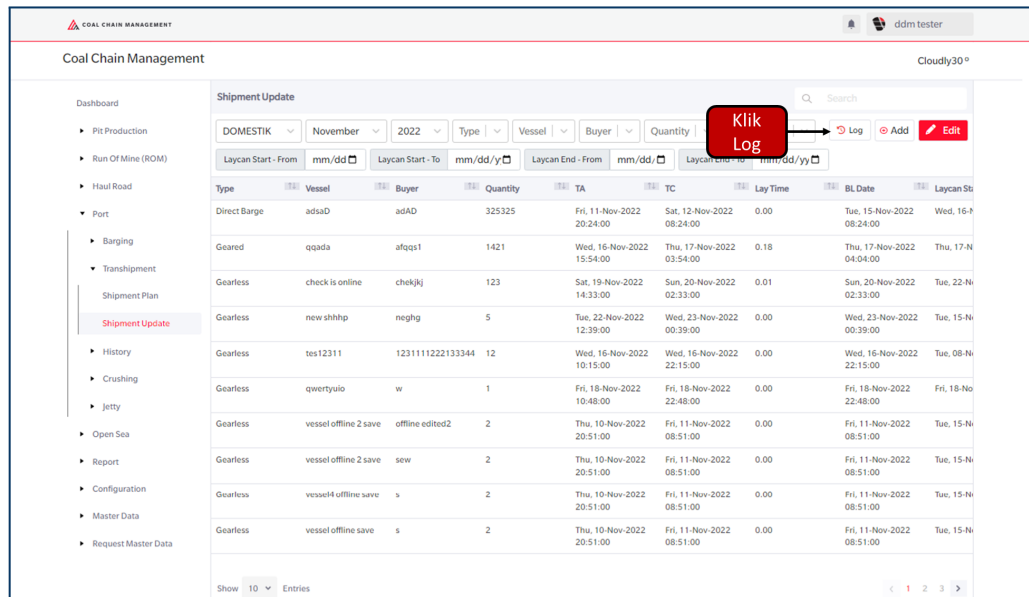 COAL CHAIN MANAGEMENT
ddm tester
Coal Chain Management
Cloudly30 °
Dashboard
Pit Production
Run Of Mine (ROM)
Haul Road
Port
Barging
Transhipment
Shipment Plan
Shipment Update
History
Crushing
Jetty
Open Sea
Report
Configuration
Master Data
Request Master Data
Shipment Update
Search
DOMESTIK November 2022 Type Vessel Buyer Quantity Log Add Edit
Klik
Log
Laycan Start - From mm/dd Laycan Start - To mm/dd/y Laycan End - From mm/dd/ Laycan End - To mm/dd/yy
Type Vessel Buyer Quantity TA TC Lay Time BL Date Laycan Sta
Direct Barge adsaD adAD 325325 Fri, 11-Nov-2022 Sat, 12-Nov-2022 0.00 Tue, 15-Nov-2022 Wed, 16-N
20:24:00 08:24:00 08:24:00
Geared qqada afqqs1 1421 Wed, 16-Nov-2022 Thu, 17-Nov-2022 0.18 Thu, 17-Nov-2022 Thu, 17-N
15:54:00 03:54:00 04:04:00
Gearless check is online chekjkj 123 Sat, 19-Nov-2022 Sun, 20-Nov-2022 0.01 Sun, 20-Nov-2022 Tue, 22-N
14:33:00 02:33:00 02:33:00
Gearless new shhhp neghg 5 Tue, 22-Nov-2022 Wed, 23-Nov-2022 0.00 Wed, 23-Nov-2022 Tue, 15-N
12:39:00 00:39:00 00:39:00
Gearless tes12311 1231111222133344 12 Wed, 16-Nov-2022 Wed, 16-Nov-2022 0.00 Wed, 16-Nov-2022 Tue, 08-N
10:15:00 22:15:00 22:15:00
Gearless qwertyuio w 1 Fri, 18-Nov-2022 Fri, 18-Nov-2022 0.00 Fri, 18-Nov-2022 Fri, 18-No
10:48:00 22:48:00 22:48:00
Gearless vessel offline 2 save offline edited2 2 Thu, 10-Nov-2022 Fri, 11-Nov-2022 0.00 Fri, 11-Nov-2022 Tue, 15-N
20:51:00 08:51:00 08:51:00
Gearless vessel offline 2 save sew 2 Thu, 10-Nov-2022 Fri, 11-Nov-2022 0.00 Fri, 11-Nov-2022 Tue, 15-N
20:51:00 08:51:00 08:51:00
Gearless vessel4 offline save s 2 Thu, 10-Nov-2022 Fri, 11-Nov-2022 0.00 Fri, 11-Nov-2022 Tue, 15-N
20:51:00 08:51:00 08:51:00
Gearless vessel offline save s 2 Thu, 10-Nov-2022 Fri, 11-Nov-2022 0.00 Fri, 11-Nov-2022 Tue, 15-N
20:51:00 08:51:00 08:51:00
Show 10 Entries
1 2 3